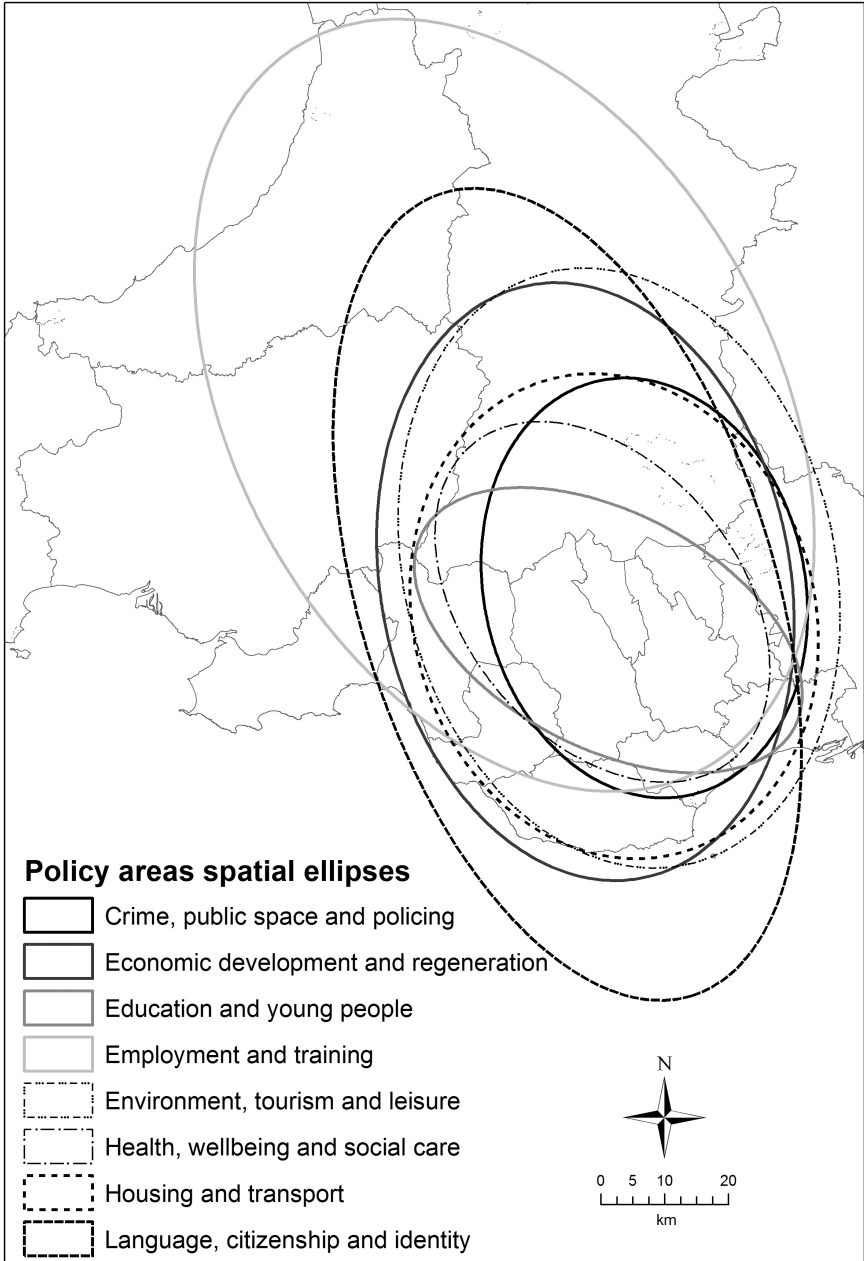 Policy areas spatial ellipses
Crime, public space and policing
Economic development and regeneration
Education and young people
Employment and training
Environment, tourism and leisure
Health, wellbeing and social care
Housing and transport
Language, citizenship and identity
N
0 5 10 20
km